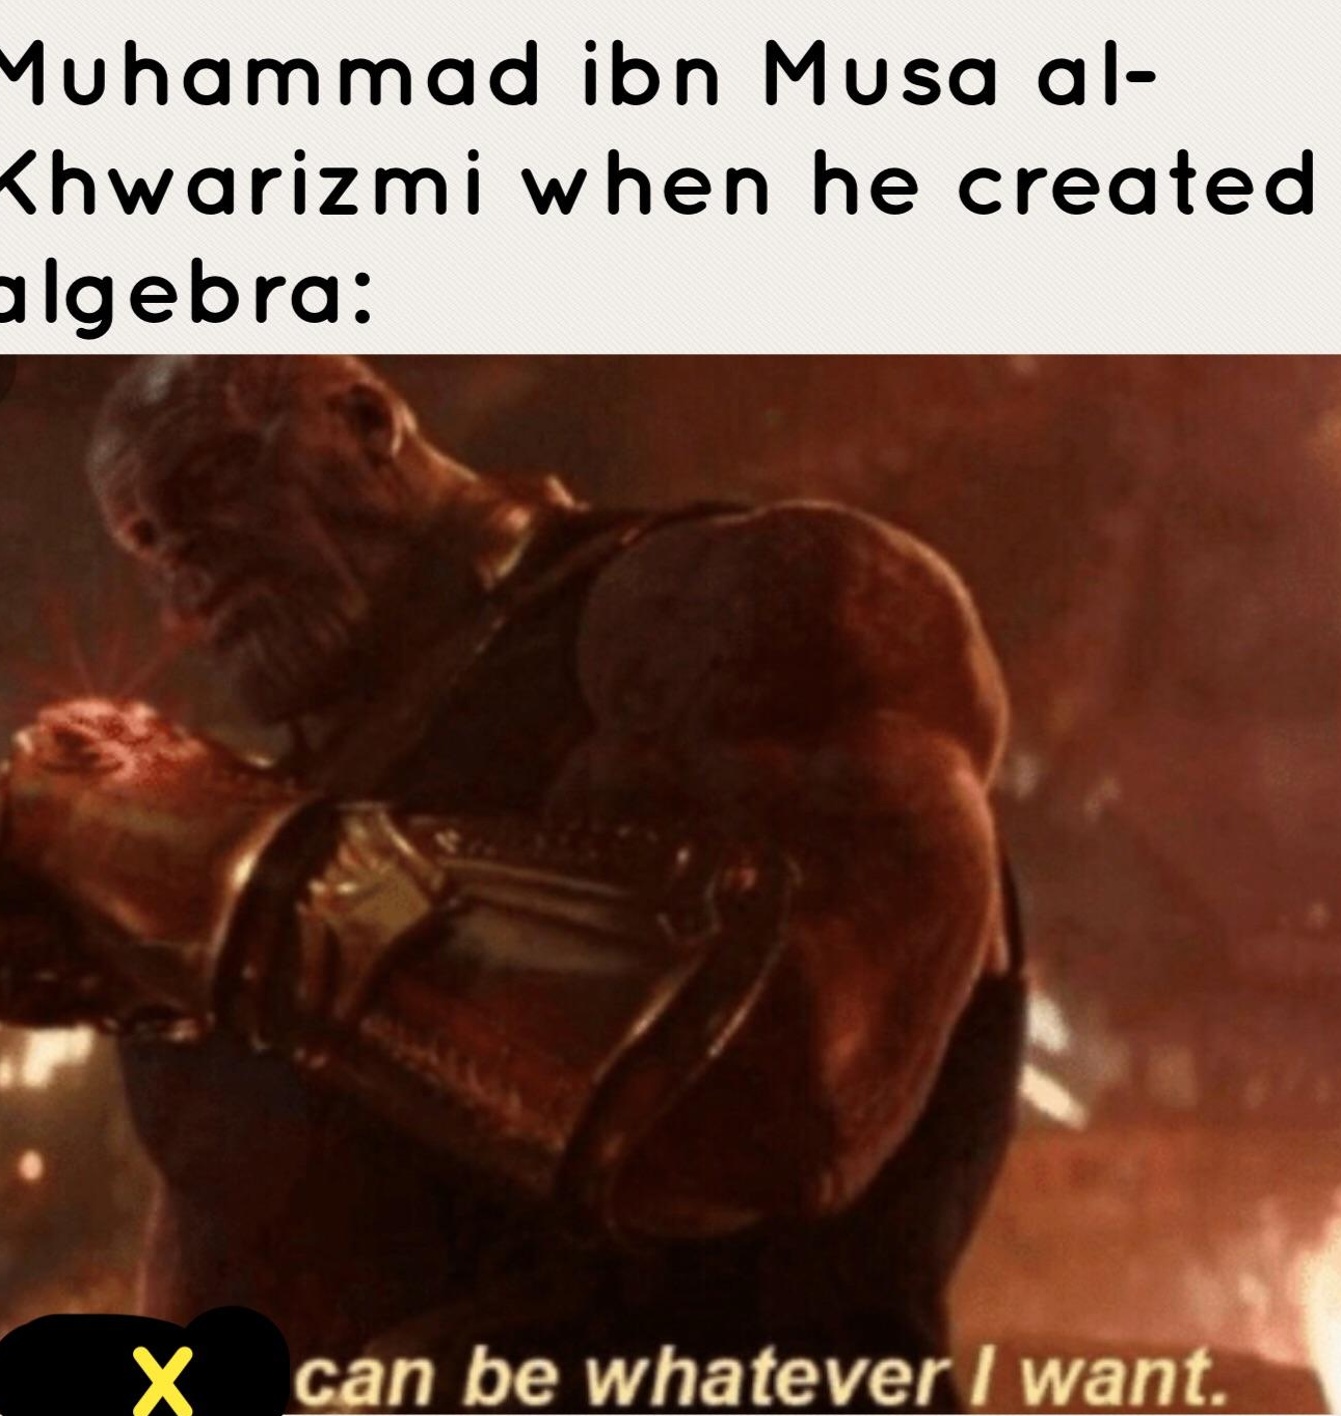 Muhammad ibn Musa al-
Khwarizmi when he created
algebra:
X can be whatever I want.